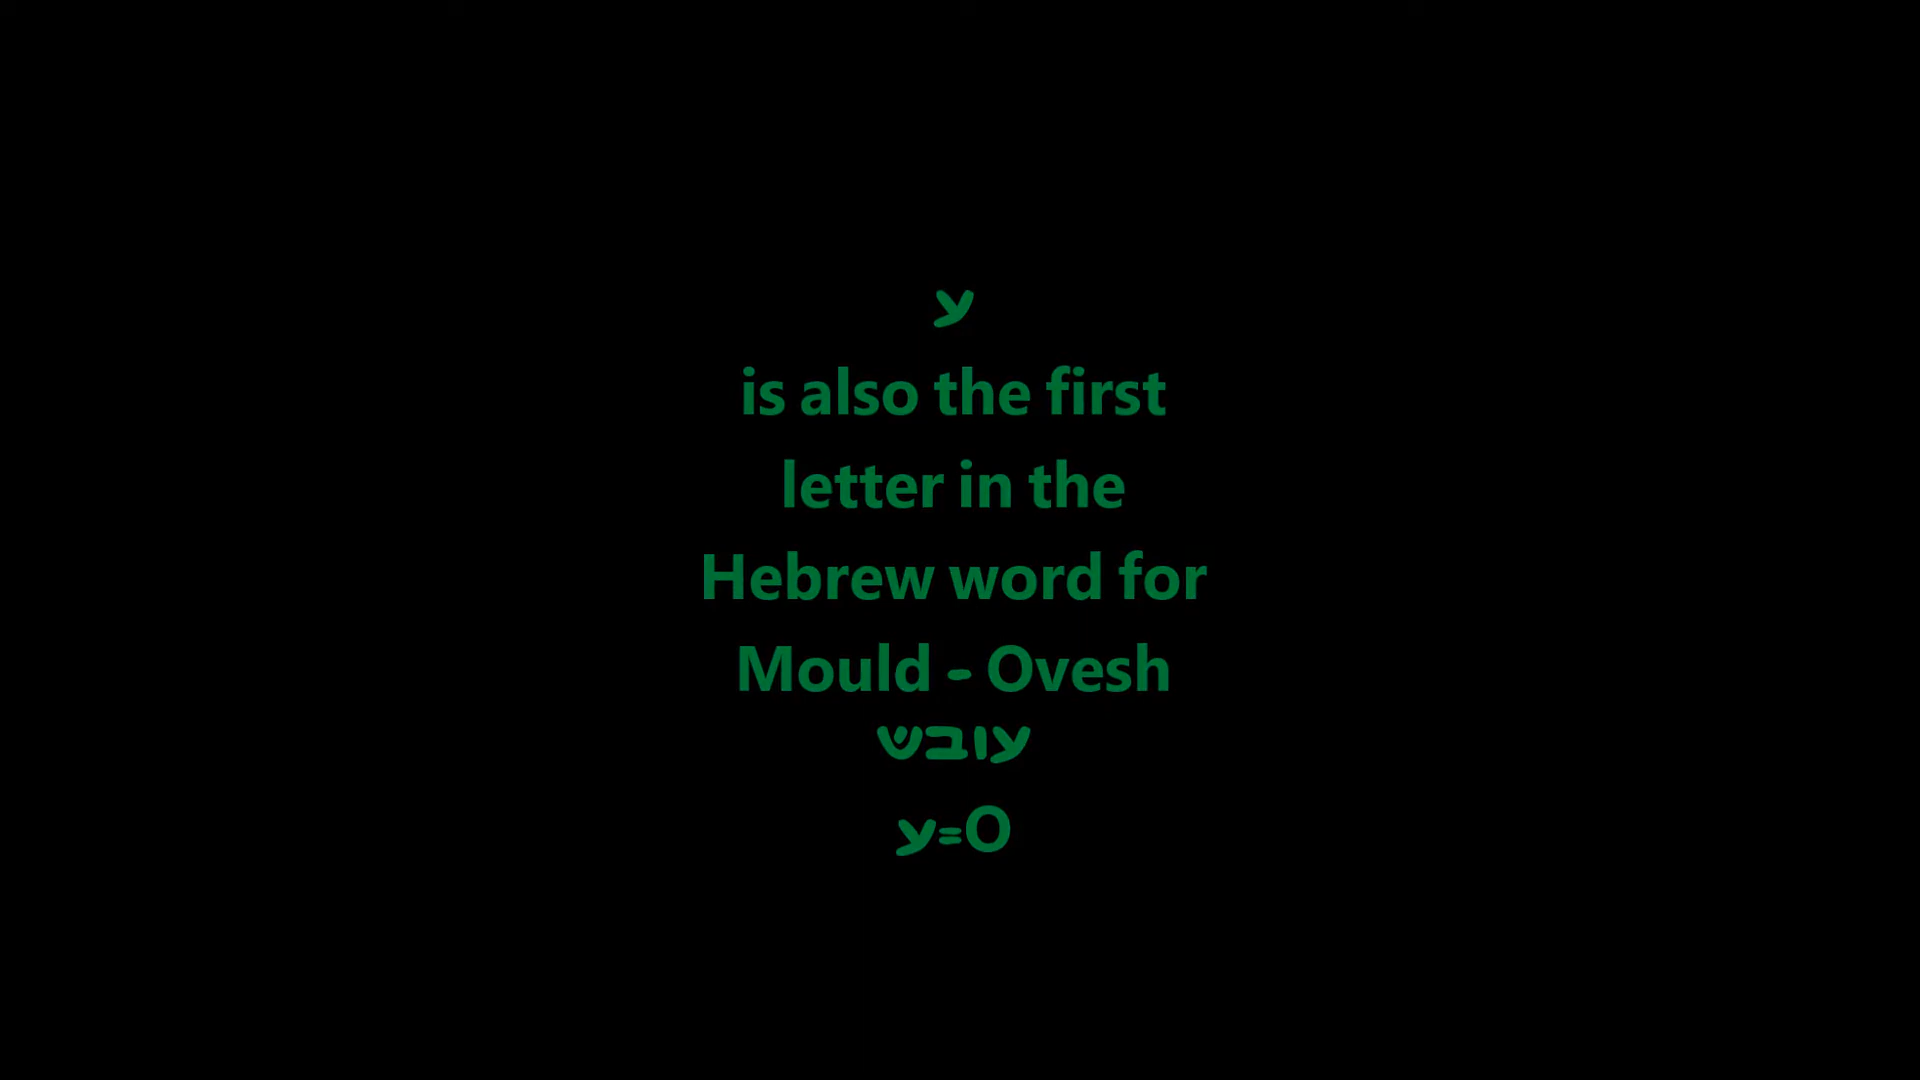 ע
is also the first
letter in the
Hebrew word for
Mould - Ovesh
עובש
ע=O